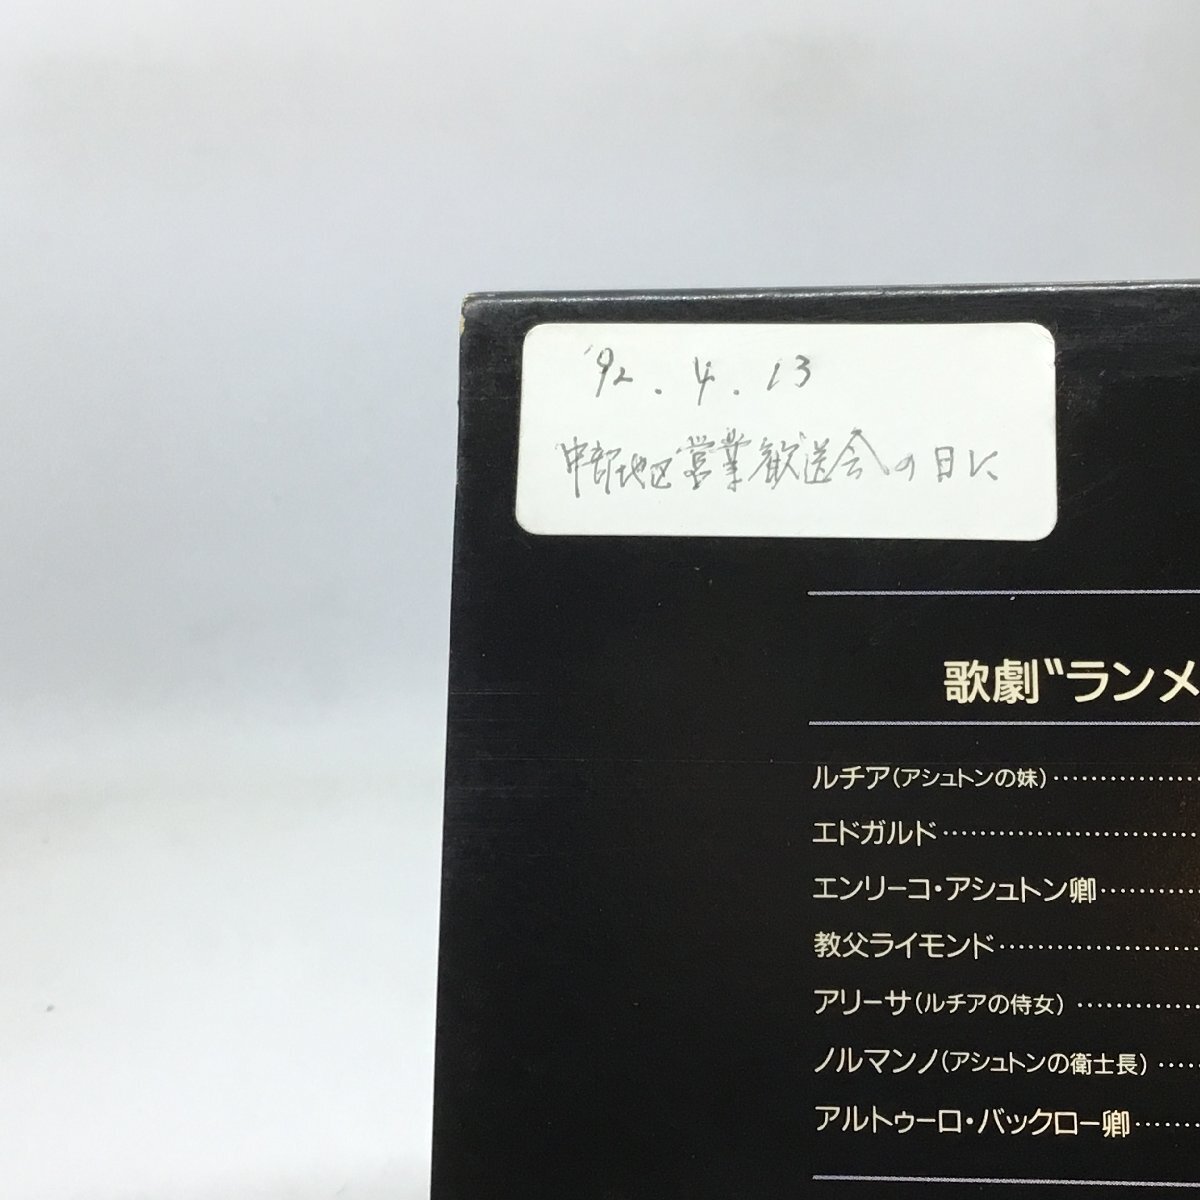 '92.4.13
中部地区営業歓送会の日に
歌劇〝ランメ
ルチア(アシュトンの妹)
エドガルド
エンリーコ・アシュトン卿
教父ライモンド
アリーサ(ルチアの侍女)
ノルマンノ(アシュトンの衛士長)
アルトゥーロ・バックロー卿